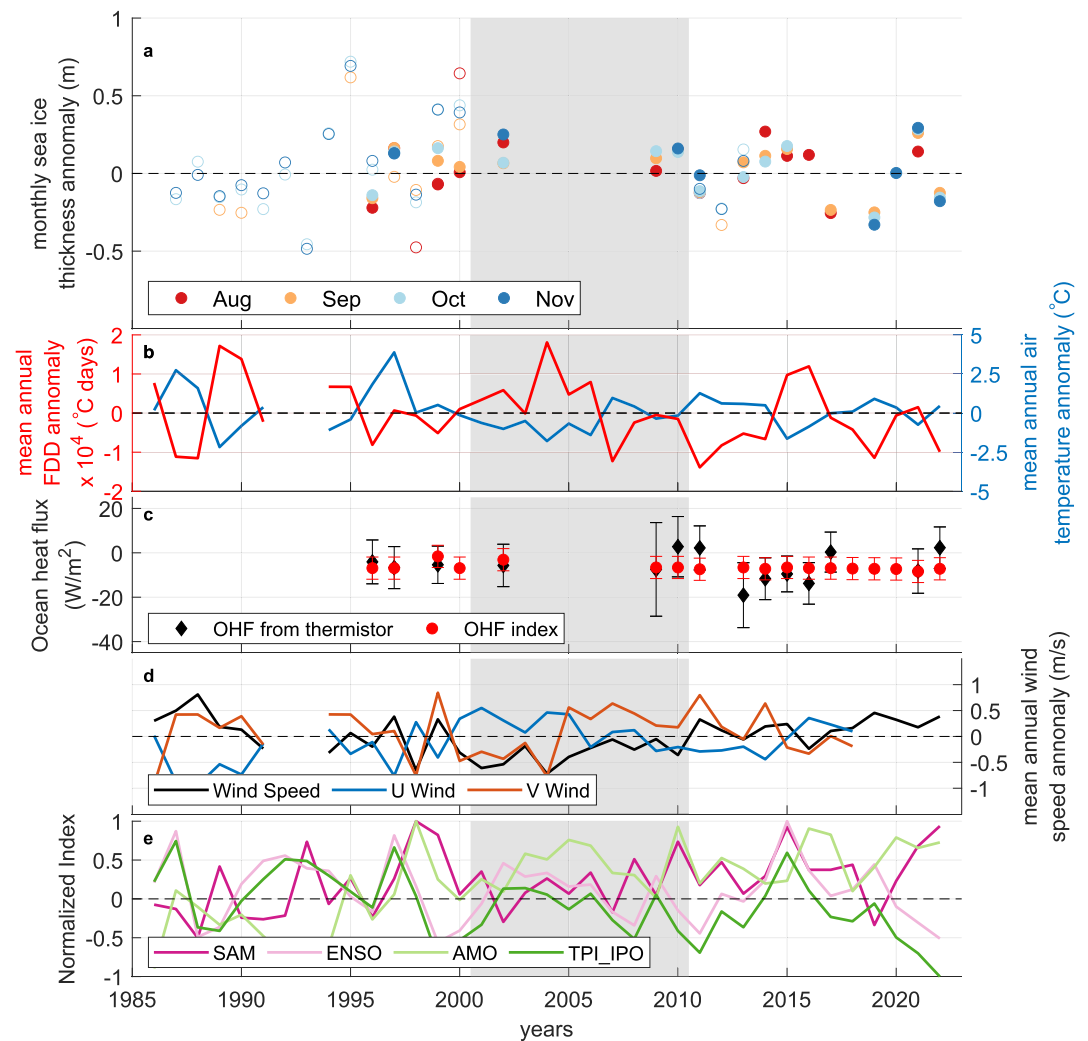 a
1
0.5
0
-0.5
monthly sea ice
thickness anomaly (m)
Aug Sep Oct Nov
b
2
1
0
-1
-2
mean annual
FDD annomaly
x 10⁴ (°C days)
5
2.5
0
-2.5
-5
mean annual air
temperature anomaly (°C)
c
20
0
-20
-40
Ocean heat flux
(W/m²)
OHF from thermistor OHF index
d
1
0.5
0
-0.5
-1
mean annual wind
speed annomaly (m/s)
Wind Speed U Wind V Wind
e
1
0.5
0
-0.5
-1
Normalized Index
SAM ENSO AMO TPI_IPO
1985 1990 1995 2000 2005 2010 2015 2020
years